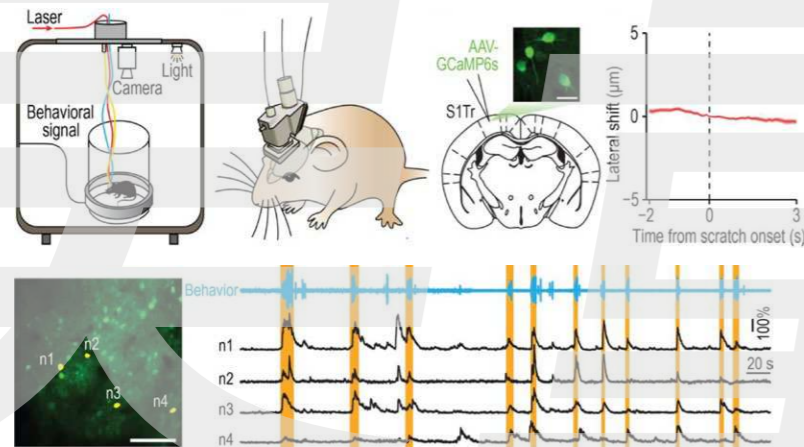 Laser
Light
Camera
Behavioral
signal
AAV-
GCaMP6s
S1Tr
Lateral shift (μm)
5
0
−5
−2
0
3
Time from scratch onset (s)
Behavior
n1
n2
n3
n4
n1
n2
n3
n4
100%
20 s